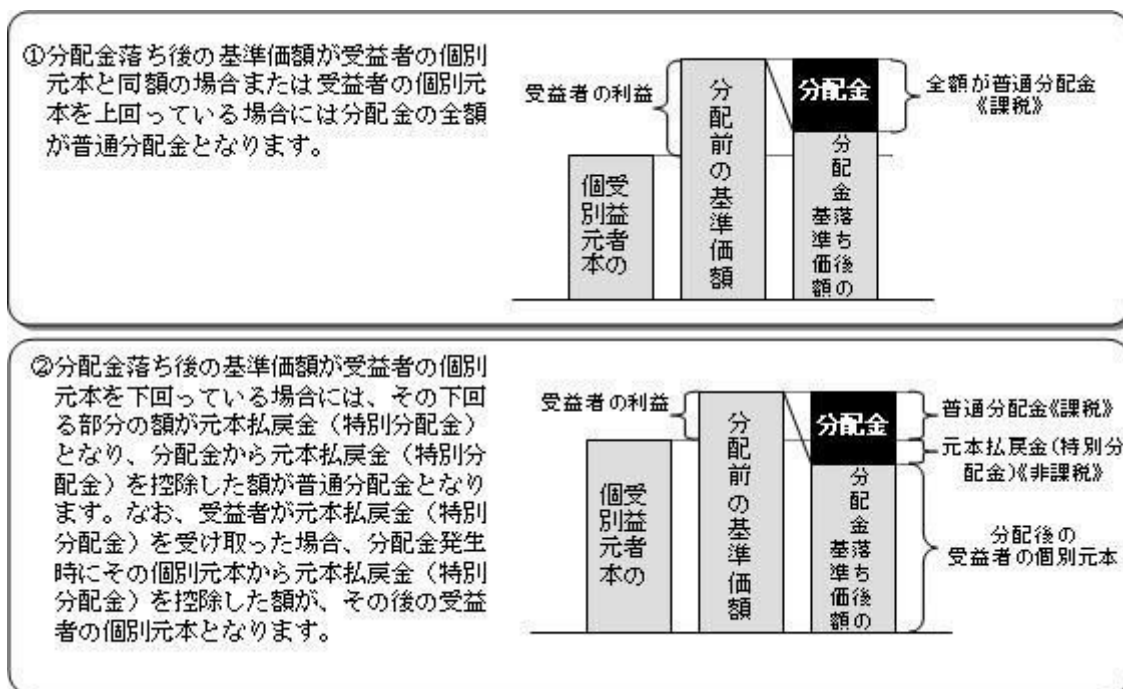 ①分配金落ち後の基準価額が受益者の個別
元本と同額の場合または受益者の個別元
本を上回っている場合には分配金の全額
が普通分配金となります。
受益者の利益
個別元本
受益者の
分配前の基準価額
分配金
分配金落ち後の
基準価額
全額が普通分配金
《課税》
②分配金落ち後の基準価額が受益者の個別
元本を下回っている場合には、その下回
る部分の額が元本払戻金（特別分配金）
となり、分配金から元本払戻金（特別分
配金）を控除した額が普通分配金となり
ます。なお、受益者が元本払戻金（特別
分配金）を受け取った場合、分配金発生
時にその個別元本から元本払戻金（特別
分配金）を控除した額が、その後の受益
者の個別元本となります。
受益者の利益
受益者の
個別元本
分配前の基準価額
分配金
分配金落ち後の
基準価額
普通分配金《課税》
元本払戻金(特別分
配金)《非課税》
分配後の
受益者の個別元本